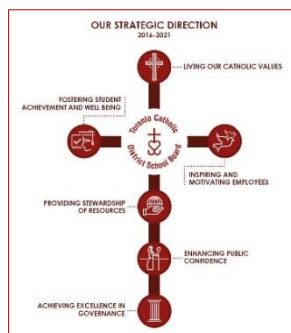 OUR STRATEGIC DIRECTION
2016-2021
LIVING OUR CATHOLIC VALUES
FOSTERING STUDENT
ACHIEVEMENT AND WELL BEING
Toronto Catholic
District School Board
INSPIRING AND
MOTIVATING EMPLOYEES
PROVIDING STEWARDSHIP
OF RESOURCES
ENHANCING PUBLIC
CONFIDENCE
ACHIEVING EXCELLENCE IN
GOVERNANCE